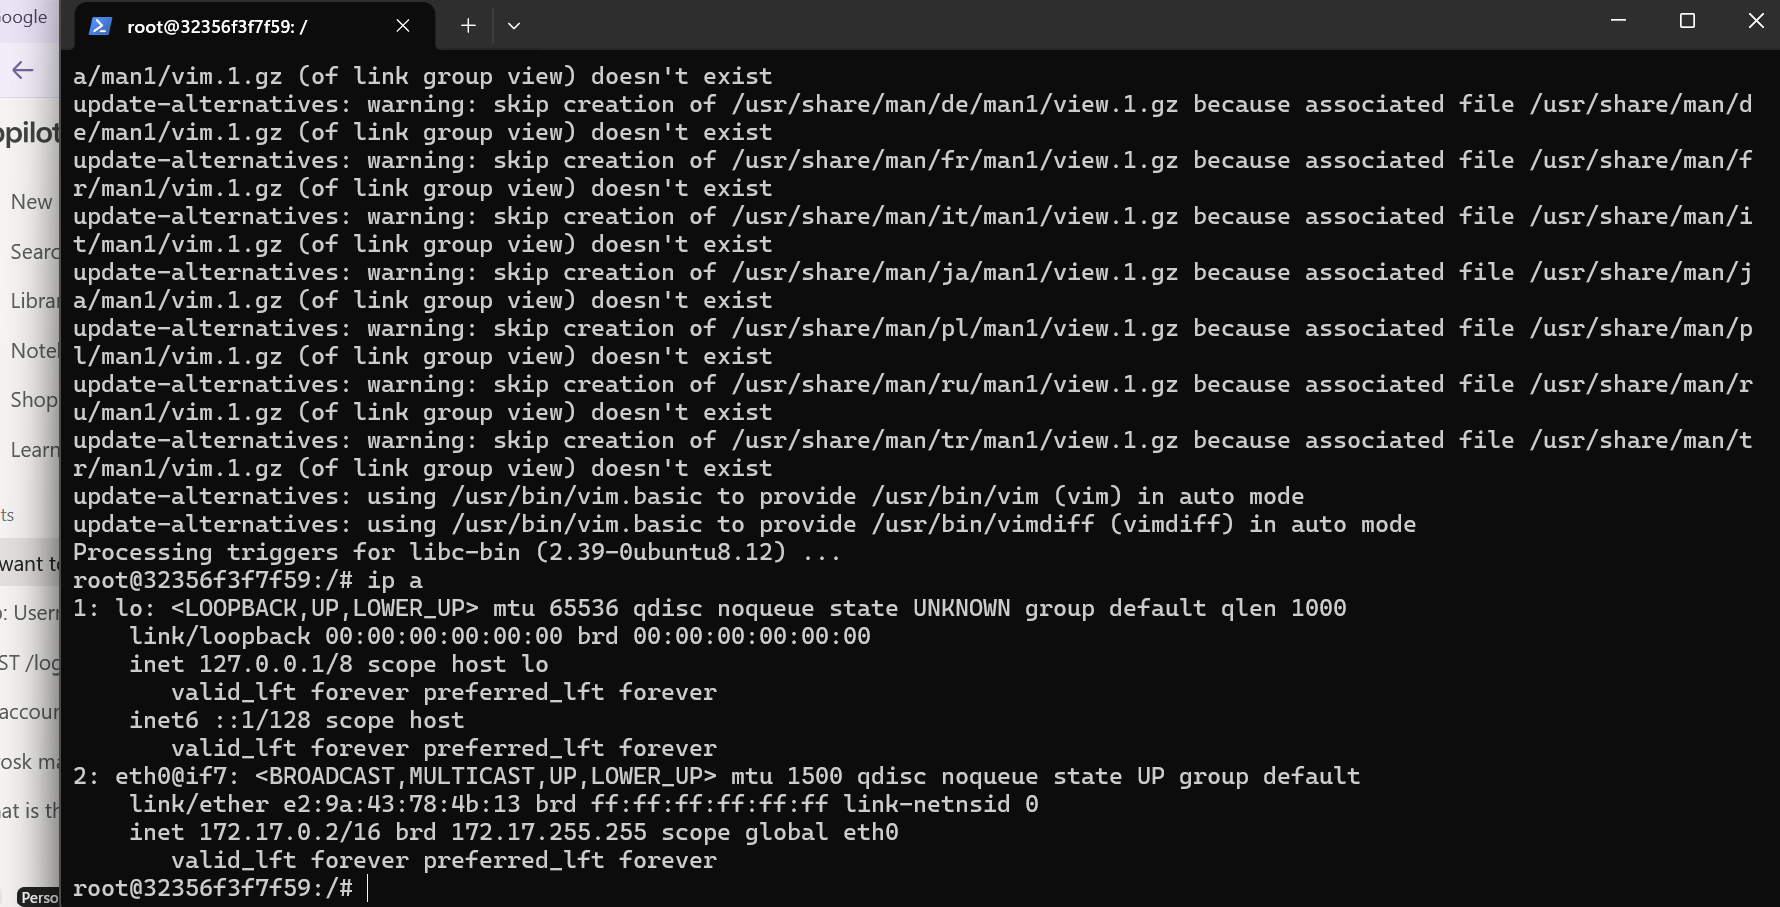 oogle
root@32356f3f7f59: /
pilot
New
Searc
Librar
Note
Shop
Learn
ts
want to
: Usern
ST /log
accour
osk ma
at is th
Perso
a/man1/vim.1.gz (of link group view) doesn't exist
update-alternatives: warning: skip creation of /usr/share/man/de/man1/view.1.gz because associated file /usr/share/man/d
e/man1/vim.1.gz (of link group view) doesn't exist
update-alternatives: warning: skip creation of /usr/share/man/fr/man1/view.1.gz because associated file /usr/share/man/f
r/man1/vim.1.gz (of link group view) doesn't exist
update-alternatives: warning: skip creation of /usr/share/man/it/man1/view.1.gz because associated file /usr/share/man/i
t/man1/vim.1.gz (of link group view) doesn't exist
update-alternatives: warning: skip creation of /usr/share/man/ja/man1/view.1.gz because associated file /usr/share/man/j
a/man1/vim.1.gz (of link group view) doesn't exist
update-alternatives: warning: skip creation of /usr/share/man/pl/man1/view.1.gz because associated file /usr/share/man/p
l/man1/vim.1.gz (of link group view) doesn't exist
update-alternatives: warning: skip creation of /usr/share/man/ru/man1/view.1.gz because associated file /usr/share/man/r
u/man1/vim.1.gz (of link group view) doesn't exist
update-alternatives: warning: skip creation of /usr/share/man/tr/man1/view.1.gz because associated file /usr/share/man/t
r/man1/vim.1.gz (of link group view) doesn't exist
update-alternatives: using /usr/bin/vim.basic to provide /usr/bin/vim (vim) in auto mode
update-alternatives: using /usr/bin/vim.basic to provide /usr/bin/vimdiff (vimdiff) in auto mode
Processing triggers for libc-bin (2.39-0ubuntu8.12) ...
root@32356f3f7f59:/# ip a
1: lo: <LOOPBACK,UP,LOWER_UP> mtu 65536 qdisc noqueue state UNKNOWN group default qlen 1000
    link/loopback 00:00:00:00:00:00 brd 00:00:00:00:00:00
    inet 127.0.0.1/8 scope host lo
       valid_lft forever preferred_lft forever
    inet6 ::1/128 scope host
       valid_lft forever preferred_lft forever
2: eth0@if7: <BROADCAST,MULTICAST,UP,LOWER_UP> mtu 1500 qdisc noqueue state UP group default
    link/ether e2:9a:43:78:4b:13 brd ff:ff:ff:ff:ff:ff link-netnsid 0
    inet 172.17.0.2/16 brd 172.17.255.255 scope global eth0
       valid_lft forever preferred_lft forever
root@32356f3f7f59:/#